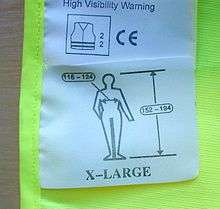 High Visibility Warning
2
2
CE
116-124
152-194
X-LARGE